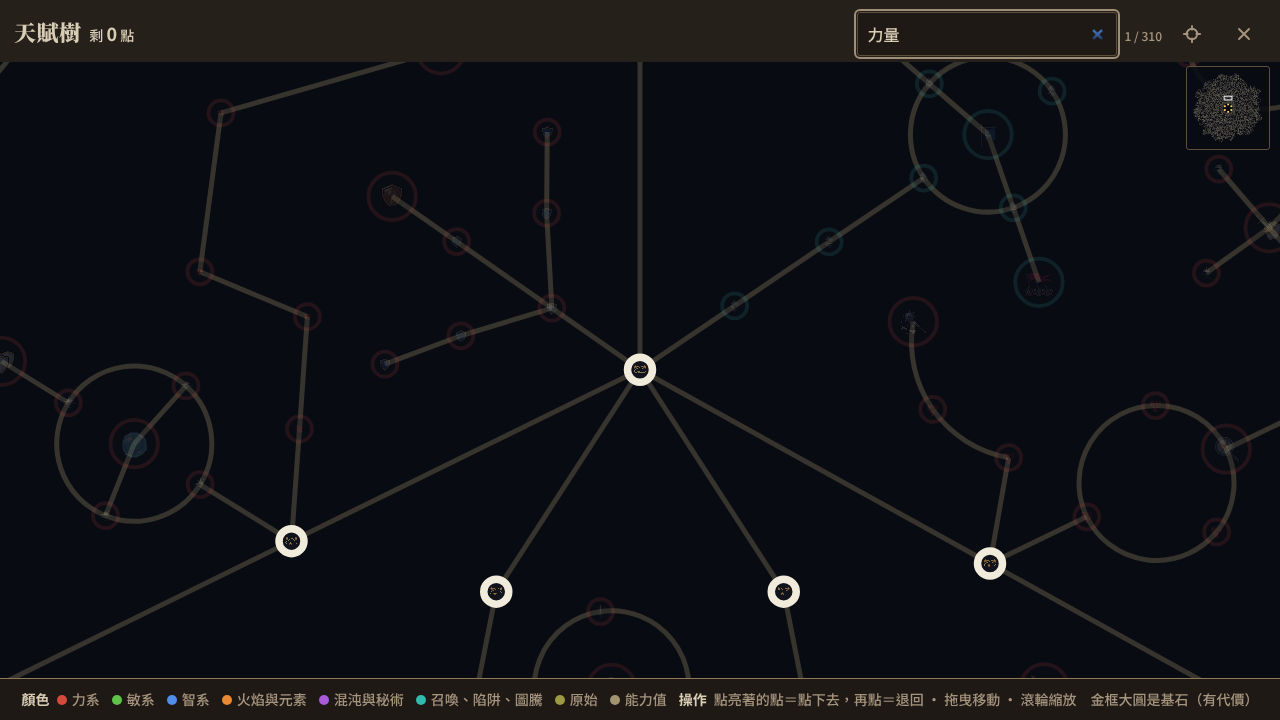 天賦樹 剩 0 點 力量 1 / 310
顏色 力系 敏系 智系 火焰與元素 混沌與秘術 召喚、陷阱、圖騰 原始 能力值 操作 點亮著的點＝點下去，再點＝退回 · 拖曳移動 · 滾輪縮放 金框大圓是基石（有代價）